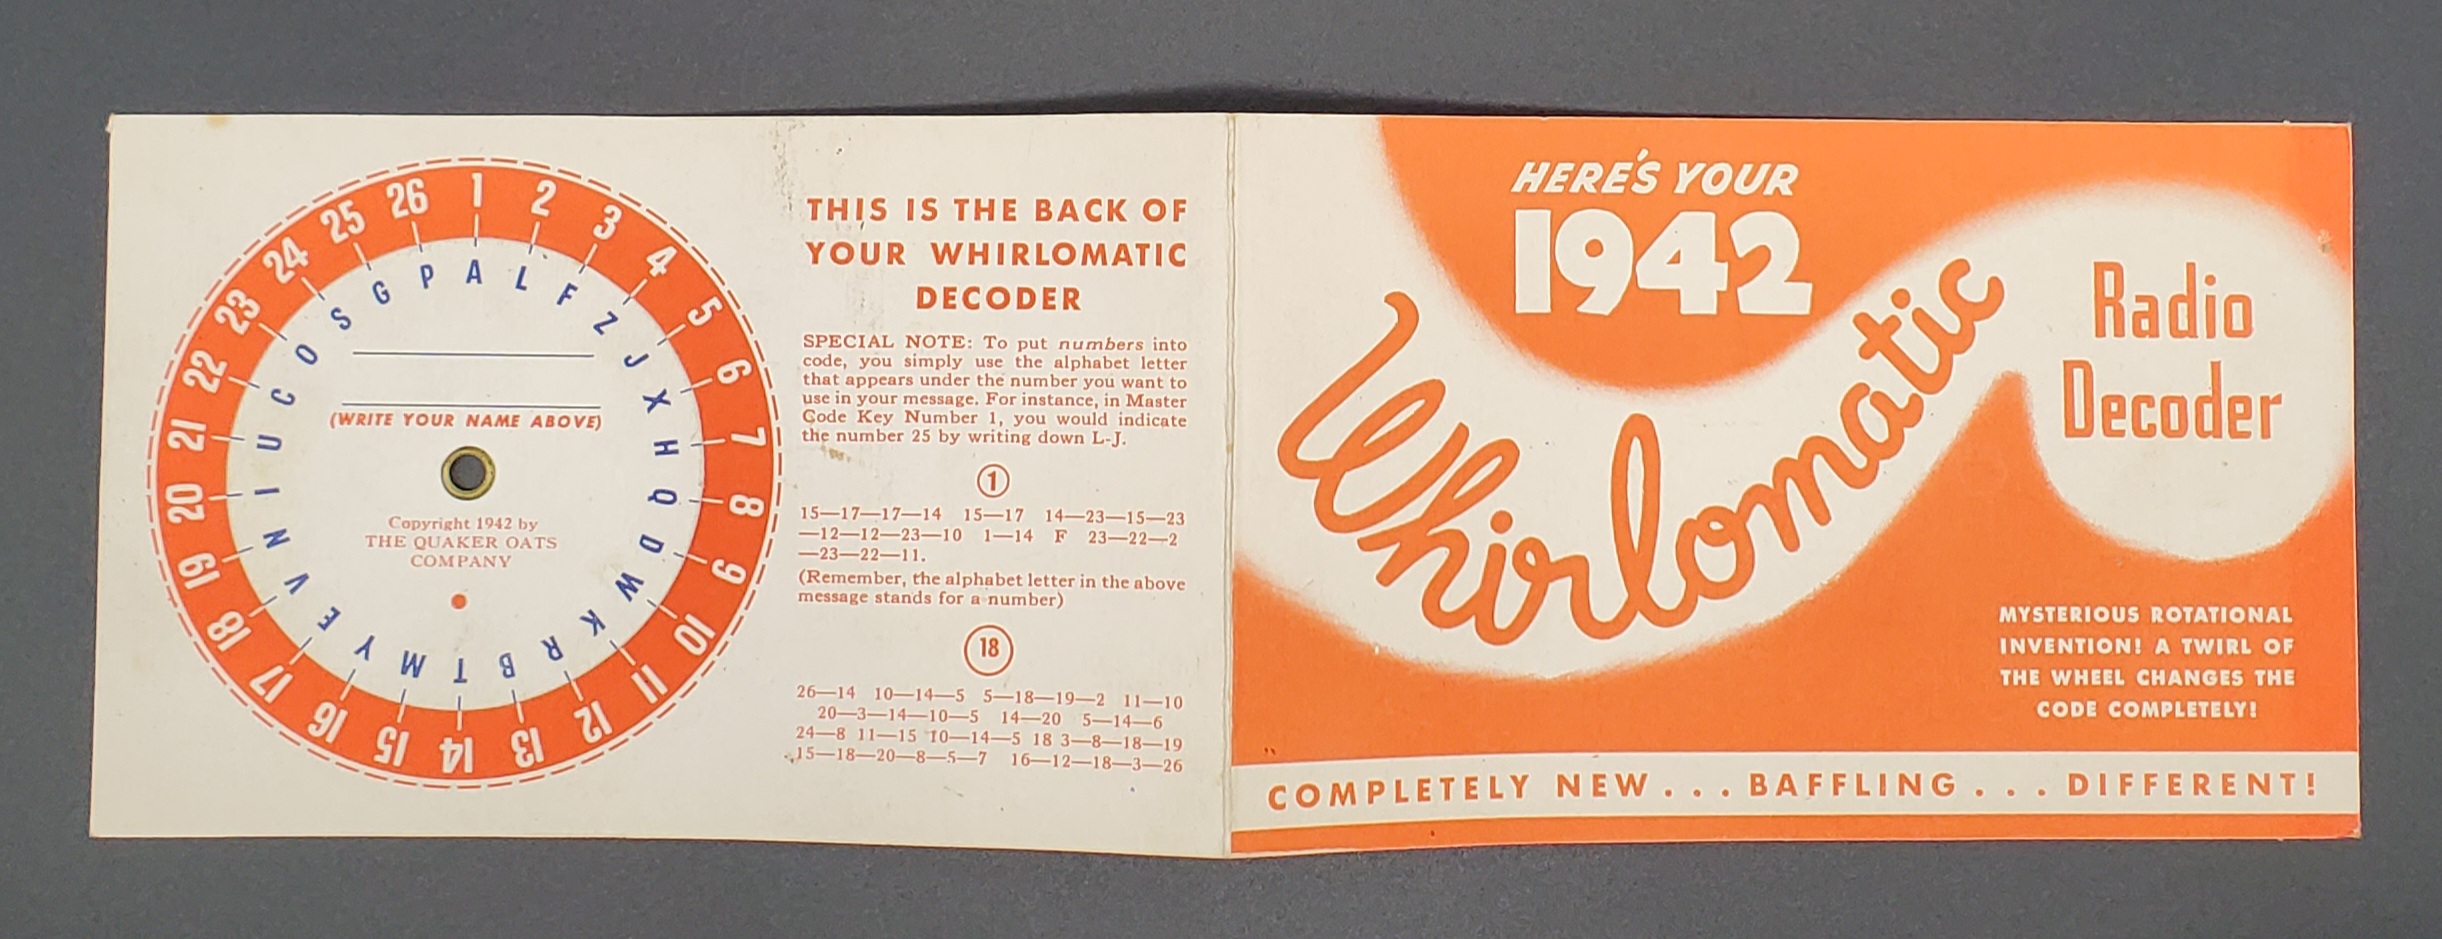 1 2 3 4 5 6 7 8 9 10 11 12 13 14 15 16 17 18 19 20 21 22 23 24 25 26
A L F Z J X H Q D W K R B T M Y E V N I U C O S G P
(WRITE YOUR NAME ABOVE)
Copyright 1942 by
THE QUAKER OATS
COMPANY
THIS IS THE BACK OF
YOUR WHIRLOMATIC
DECODER
SPECIAL NOTE: To put numbers into
code, you simply use the alphabet letter
that appears under the number you want to
use in your message. For instance, in Master
Code Key Number 1, you would indicate
the number 25 by writing down L-J.
1
15—17—17—14 15—17 14—23—15—23
—12—12—23—10 1—14 F 23—22—2
—23—22—11.
(Remember, the alphabet letter in the above
message stands for a number)
18
26—14 10—14—5 5—18—19—2 11—10
20—3—14—10—5 14—20 5—14—6
24—8 11—15 10—14—5 18 3—8—18—19
15—18—20—8—5—7 16—12—18—3—26
HERE'S YOUR
1942
Whirlomatic
Radio
Decoder
MYSTERIOUS ROTATIONAL
INVENTION! A TWIRL OF
THE WHEEL CHANGES THE
CODE COMPLETELY!
COMPLETELY NEW . . . BAFFLING . . . DIFFERENT!